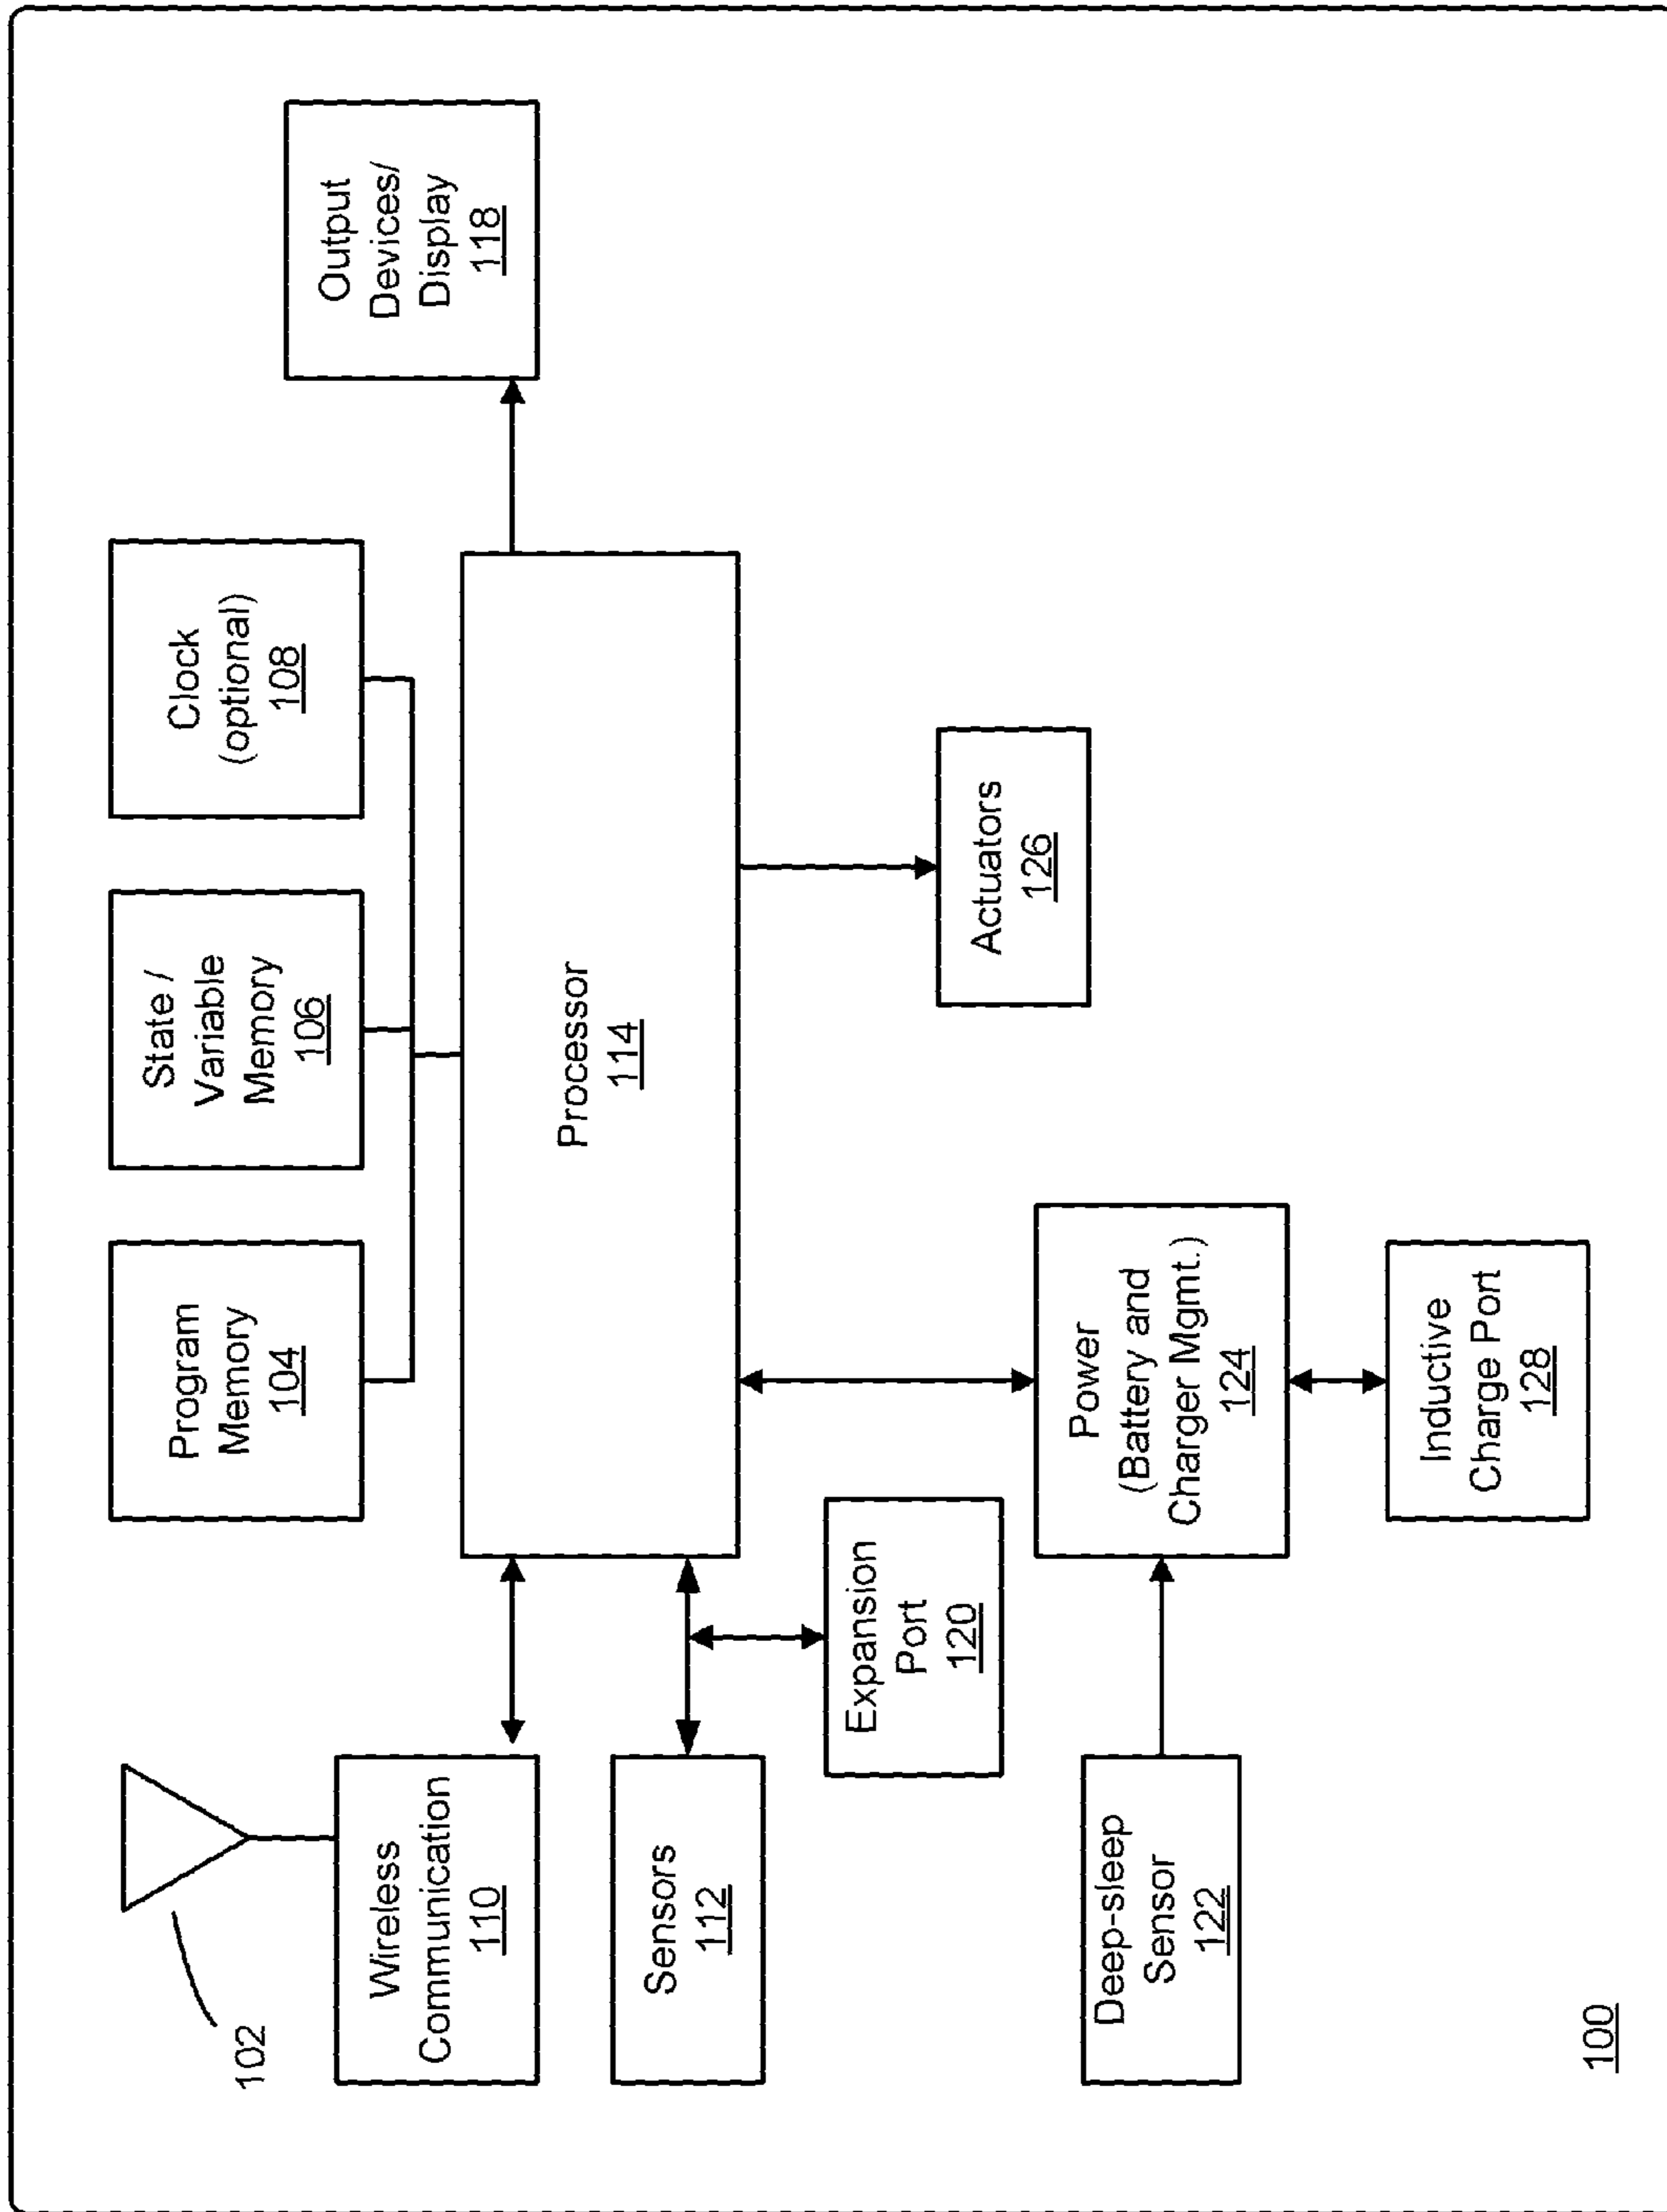 102
Wireless
Communication
110
Program
Memory
104
State /
Variable
Memory
106
Clock
(optional)
108
Output
Devices/
Display
118
Sensors
112
Processor
114
Expansion
Port
120
Actuators
126
Deep-sleep
Sensor
122
Power
(Battery and
Charger Mgmt.)
124
Inductive
Charge Port
128
100